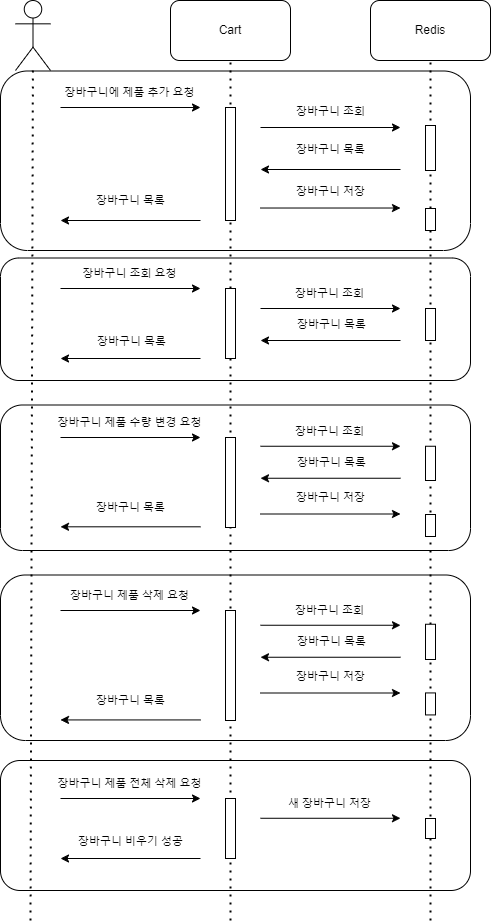 Cart
Redis
장바구니에 제품 추가 요청
장바구니 조회
장바구니 목록
장바구니 저장
장바구니 목록
장바구니 조회 요청
장바구니 조회
장바구니 목록
장바구니 목록
장바구니 제품 수량 변경 요청
장바구니 조회
장바구니 목록
장바구니 저장
장바구니 목록
장바구니 제품 삭제 요청
장바구니 조회
장바구니 목록
장바구니 저장
장바구니 목록
장바구니 제품 전체 삭제 요청
새 장바구니 저장
장바구니 비우기 성공